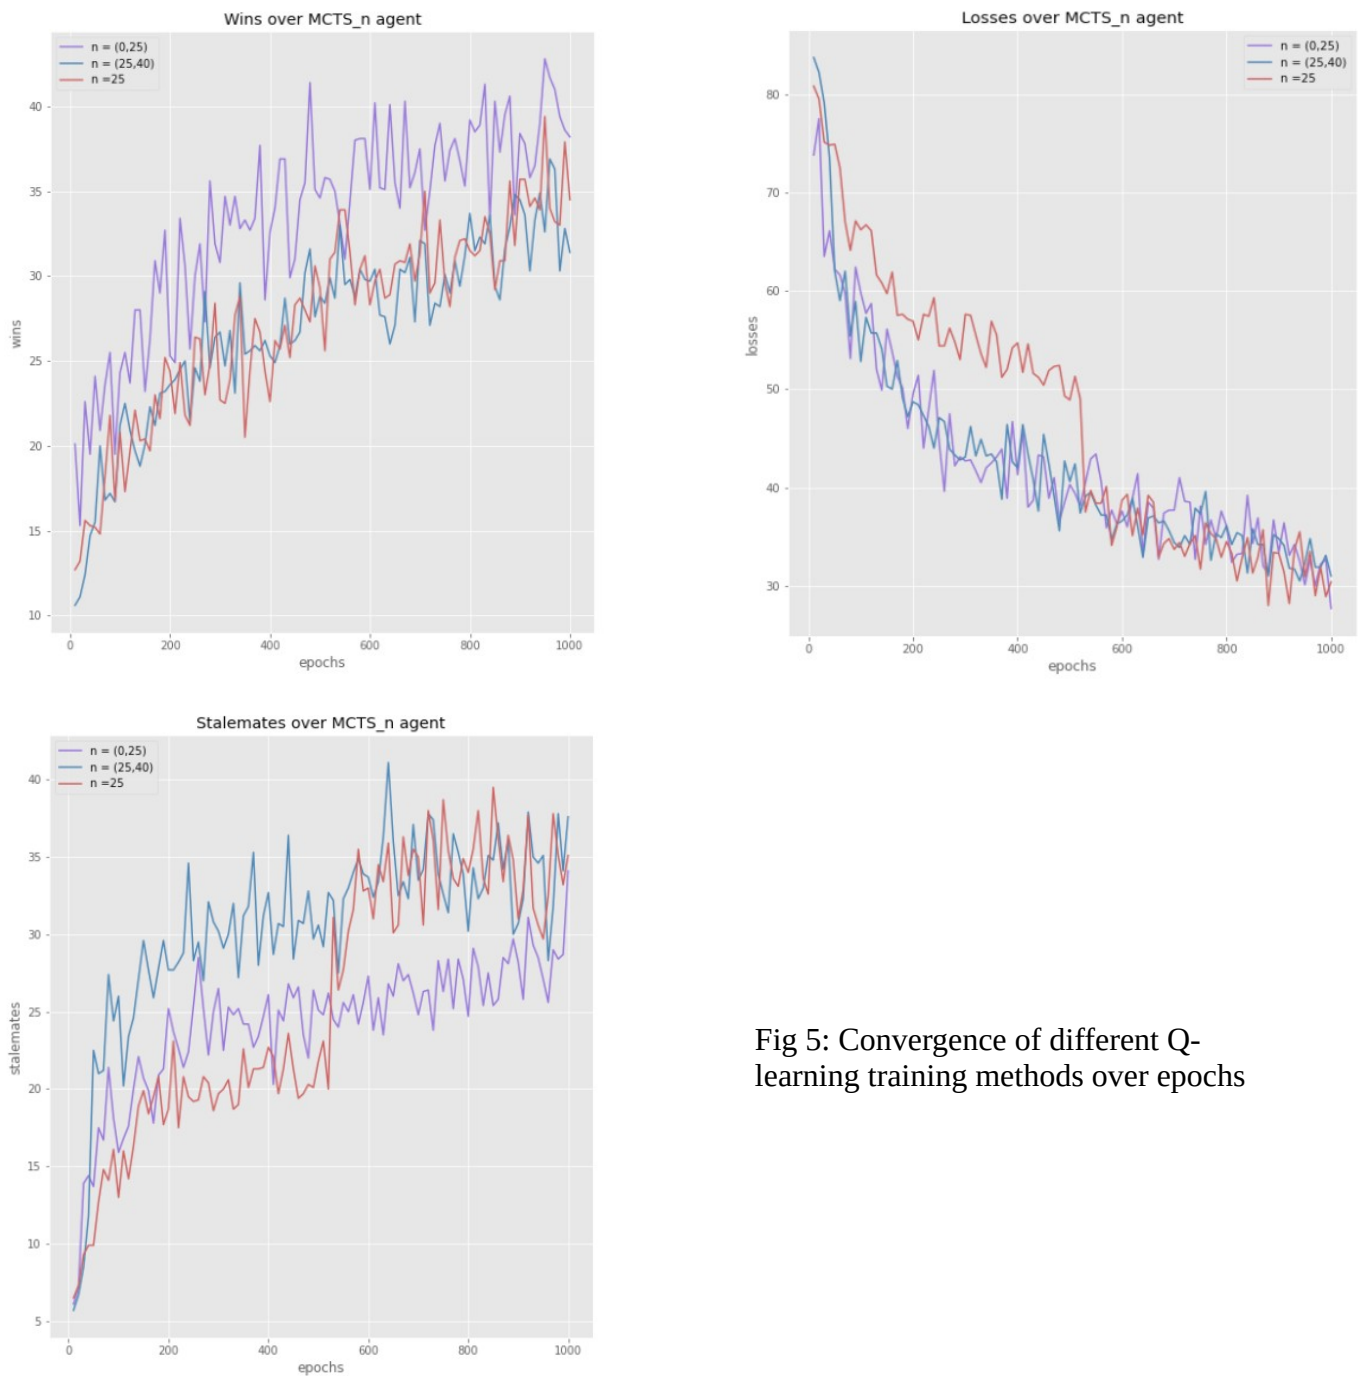 Wins over MCTS_n agent
n = (0,25)
n = (25,40)
n =25
40
35
30
25
20
15
10
wins
0
200
400
600
800
1000
epochs
Losses over MCTS_n agent
n = (0,25)
n = (25,40)
n =25
80
70
60
50
40
30
losses
0
200
400
600
800
1000
epochs
Stalemates over MCTS_n agent
n = (0,25)
n = (25,40)
n =25
40
35
30
25
20
15
10
5
stalemates
0
200
400
600
800
1000
epochs
Fig 5: Convergence of different Q-
learning training methods over epochs